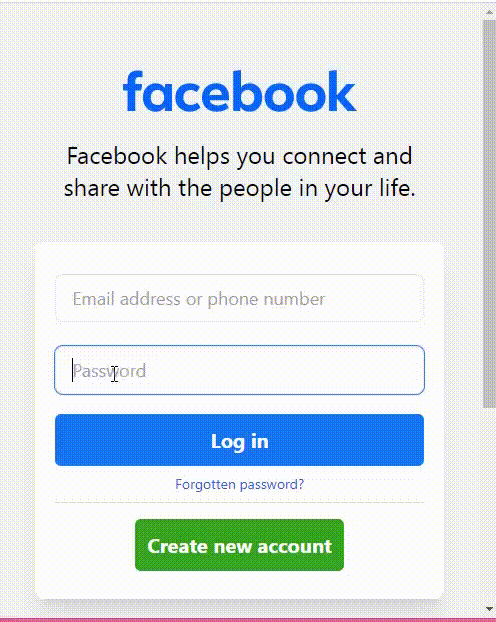 facebook
Facebook helps you connect and
share with the people in your life.
Email address or phone number
Password
Log in
Forgotten password?
Create new account